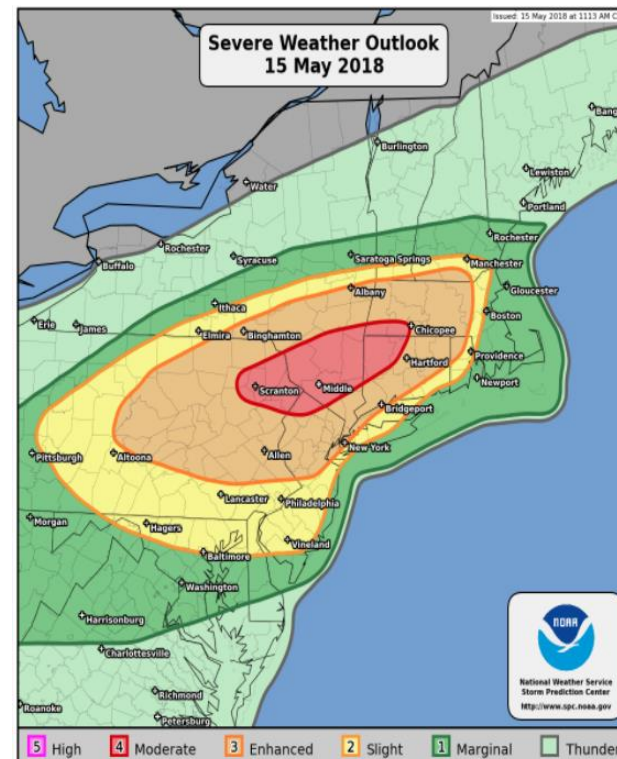 Issued: 15 May 2018 at 1113 AM C
Severe Weather Outlook
15 May 2018
Bang
Burlington
Lewiston
Water
Portland
Rochester
Rochester
Syracuse
Saratoga Springs
Manchester
Buffalo
Albany
Gloucester
Ithaca
Boston
Erie
James
Elmira
Binghamton
Chicopee
Hartford
Providence
Scranton
Middle
Newport
Bridgeport
New York
Pittsburgh
Altoona
Allen
Lancaster
Philadelphia
Morgan
Hagers
Vineland
Baltimore
Washington
Harrisonburg
Charlottesville
NOAA
National Weather Service
Storm Prediction Center
http://www.spc.noaa.gov
Richmond
Roanoke
Petersburg
5 High 4 Moderate 3 Enhanced 2 Slight 1 Marginal Thunder